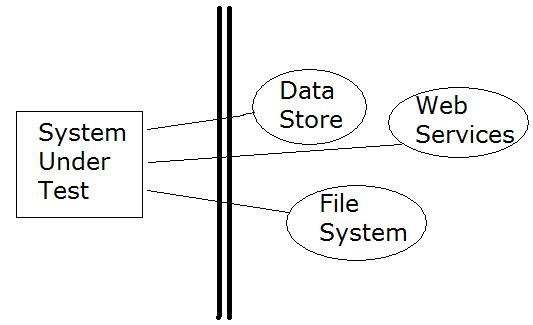 System
Under
Test
Data
Store
Web
Services
File
System